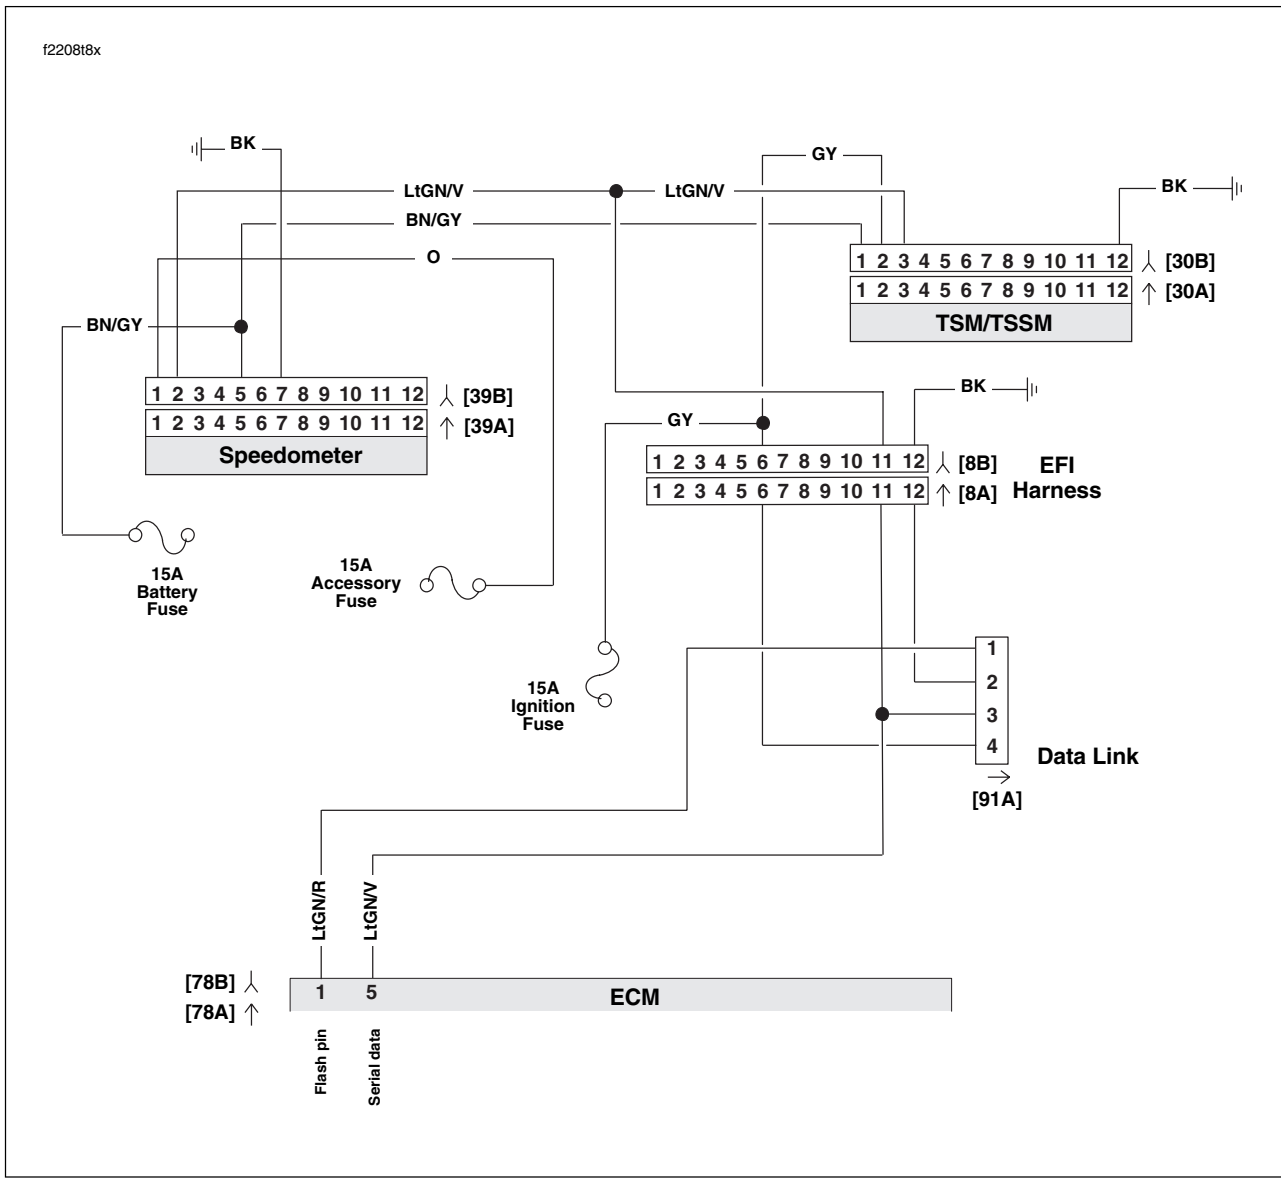 f2208t8x
BK
GY
LtGN/V
LtGN/V
BK
BN/GY
O
1 2 3 4 5 6 7 8 9 10 11 12
[30B]
1 2 3 4 5 6 7 8 9 10 11 12
[30A]
TSM/TSSM
BN/GY
1 2 3 4 5 6 7 8 9 10 11 12
[39B]
1 2 3 4 5 6 7 8 9 10 11 12
[39A]
Speedometer
BK
GY
1 2 3 4 5 6 7 8 9 10 11 12
[8B]
1 2 3 4 5 6 7 8 9 10 11 12
[8A]
EFI
Harness
15A
Battery
Fuse
15A
Accessory
Fuse
15A
Ignition
Fuse
1
2
3
4
Data Link
[91A]
LtGN/R
LtGN/V
[78B]
[78A]
1
5
ECM
Flash pin
Serial data